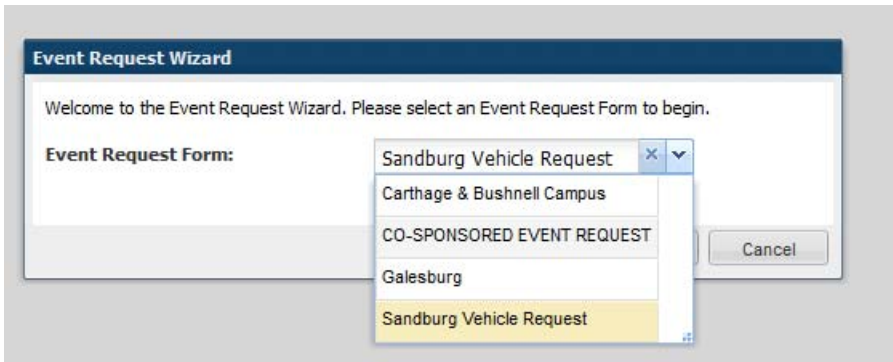 Event Request Wizard
Welcome to the Event Request Wizard. Please select an Event Request Form to begin.
Event Request Form:
Sandburg Vehicle Request
Carthage & Bushnell Campus
CO-SPONSORED EVENT REQUEST
Cancel
Galesburg
Sandburg Vehicle Request